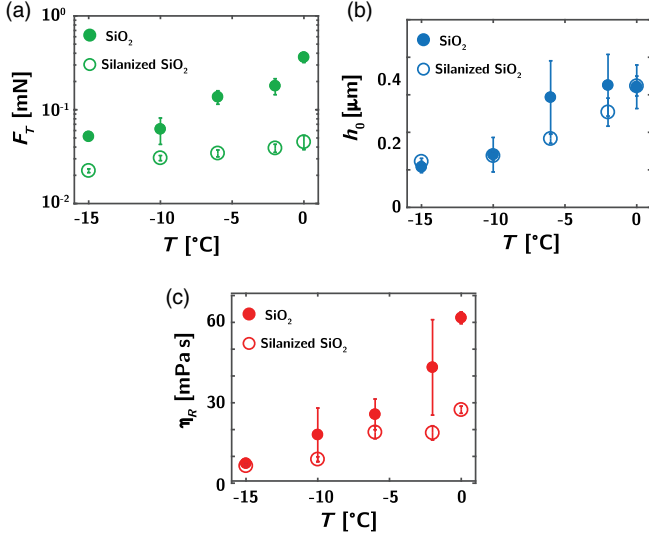 (a)
10⁰
SiO₂
Silanized SiO₂
10⁻¹
10⁻²
F_T [mN]
-15 -10 -5 0
T [°C]
(b)
SiO₂
Silanized SiO₂
0.4
0.2
0
h₀ [μm]
-15 -10 -5 0
T [°C]
(c)
60
SiO₂
Silanized SiO₂
30
0
η_R [mPa s]
-15 -10 -5 0
T [°C]